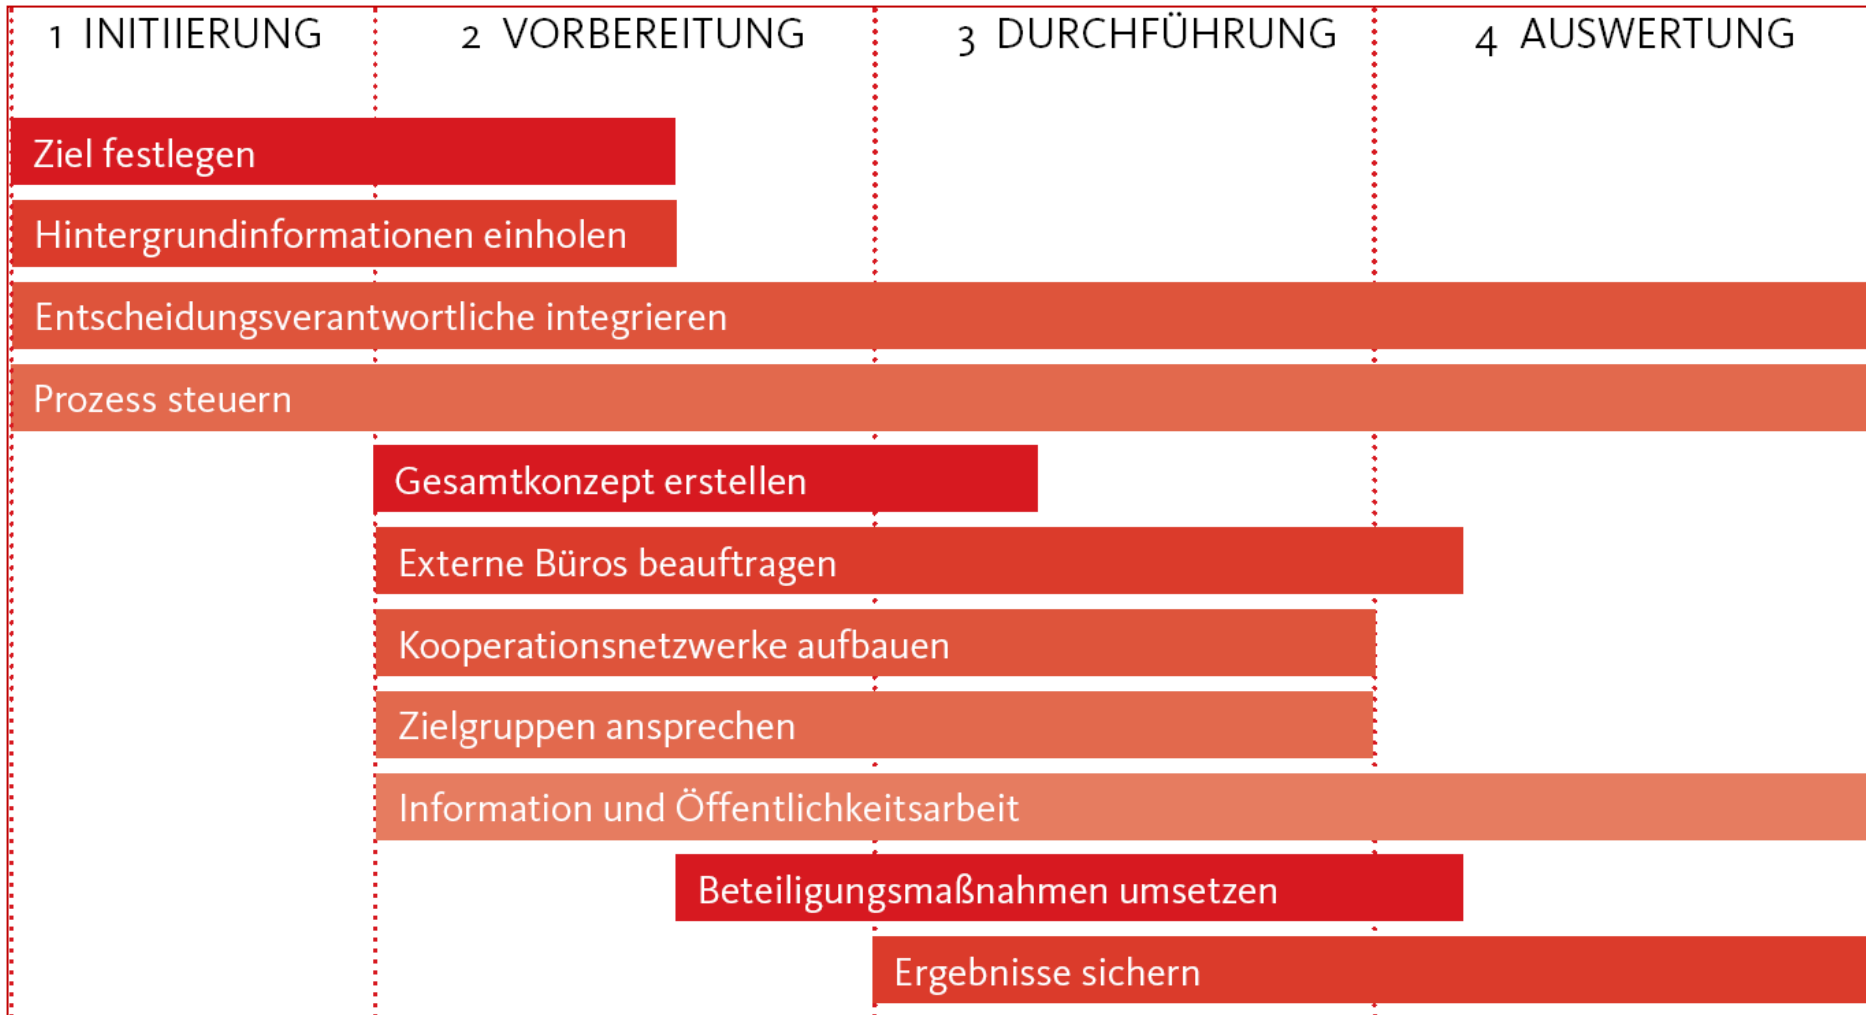 1 INITIIERUNG 2 VORBEREITUNG 3 DURCHFÜHRUNG 4 AUSWERTUNG
Ziel festlegen
Hintergrundinformationen einholen
Entscheidungsverantwortliche integrieren
Prozess steuern
Gesamtkonzept erstellen
Externe Büros beauftragen
Kooperationsnetzwerke aufbauen
Zielgruppen ansprechen
Information und Öffentlichkeitsarbeit
Beteiligungsmaßnahmen umsetzen
Ergebnisse sichern